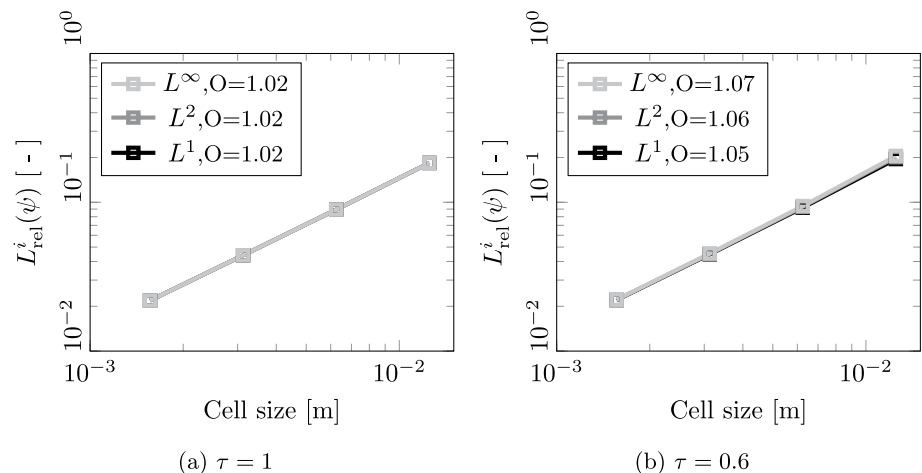 10^0
L^∞,O=1.02
L^2,O=1.02
L^1,O=1.02
10^{-1}
L^i_rel(ψ) [ - ]
10^{-2}
10^{-3}
10^{-2}
Cell size [m]
(a) τ = 1
10^0
L^∞,O=1.07
L^2,O=1.06
L^1,O=1.05
10^{-1}
L^i_rel(ψ) [ - ]
10^{-2}
10^{-3}
10^{-2}
Cell size [m]
(b) τ = 0.6